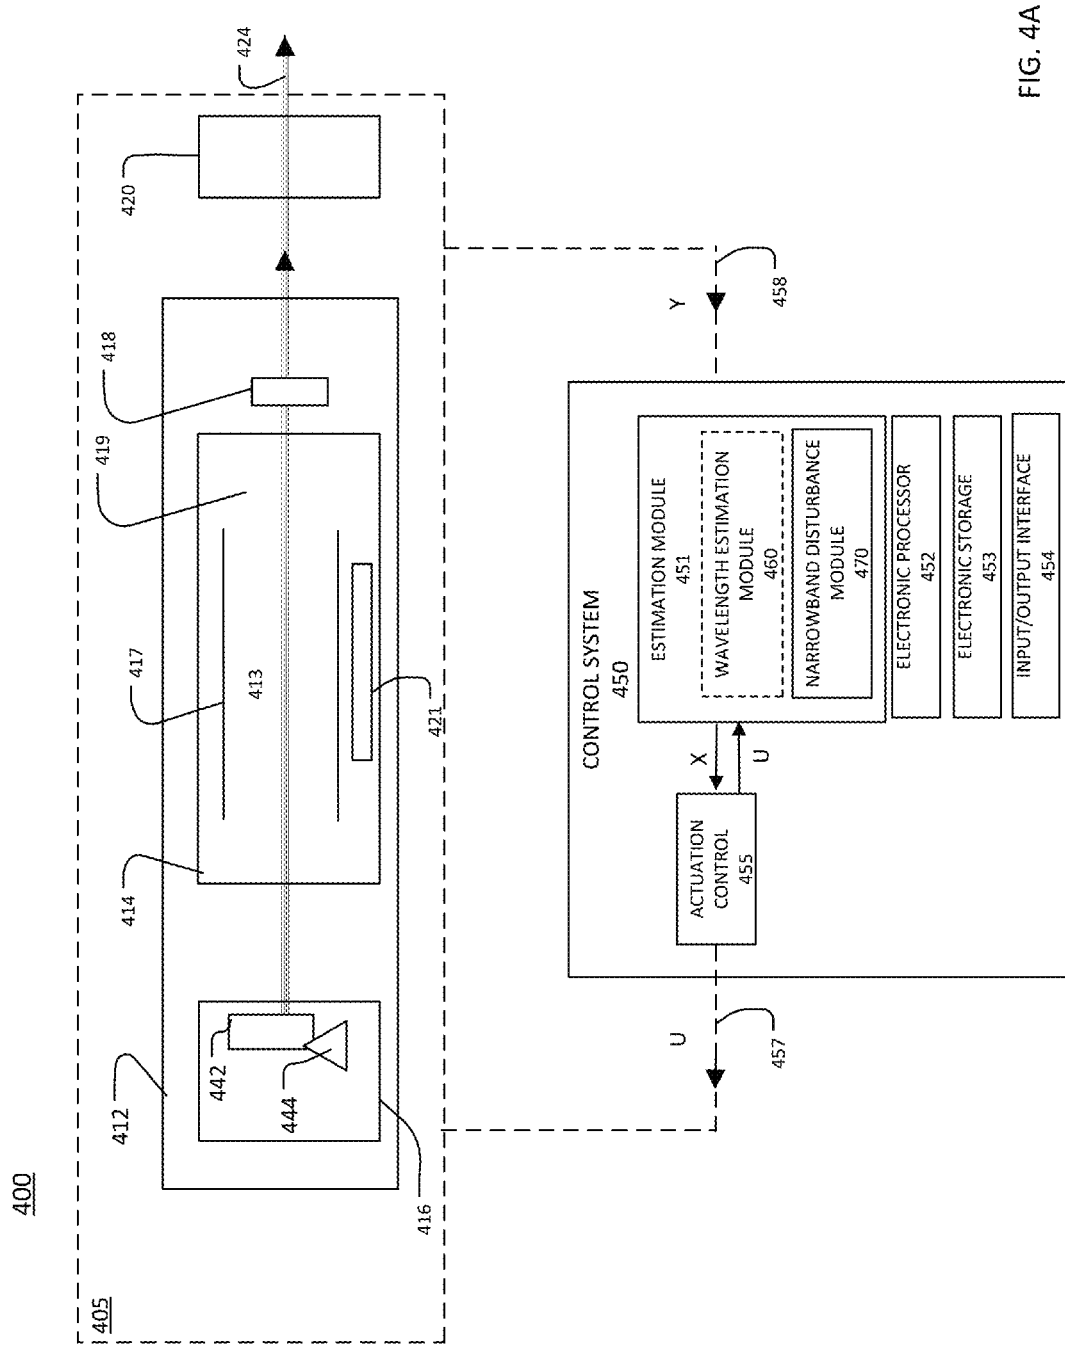 400
405
412
442
444
416
414
417
413
421
419
418
420
424
CONTROL SYSTEM
450
ESTIMATION MODULE
451
WAVELENGTH ESTIMATION
MODULE
460
NARROWBAND DISTURBANCE
MODULE
470
ELECTRONIC PROCESSOR
452
ELECTRONIC STORAGE
453
INPUT/OUTPUT INTERFACE
454
ACTUATION
CONTROL
455
X
U
U
457
Y
458
FIG. 4A